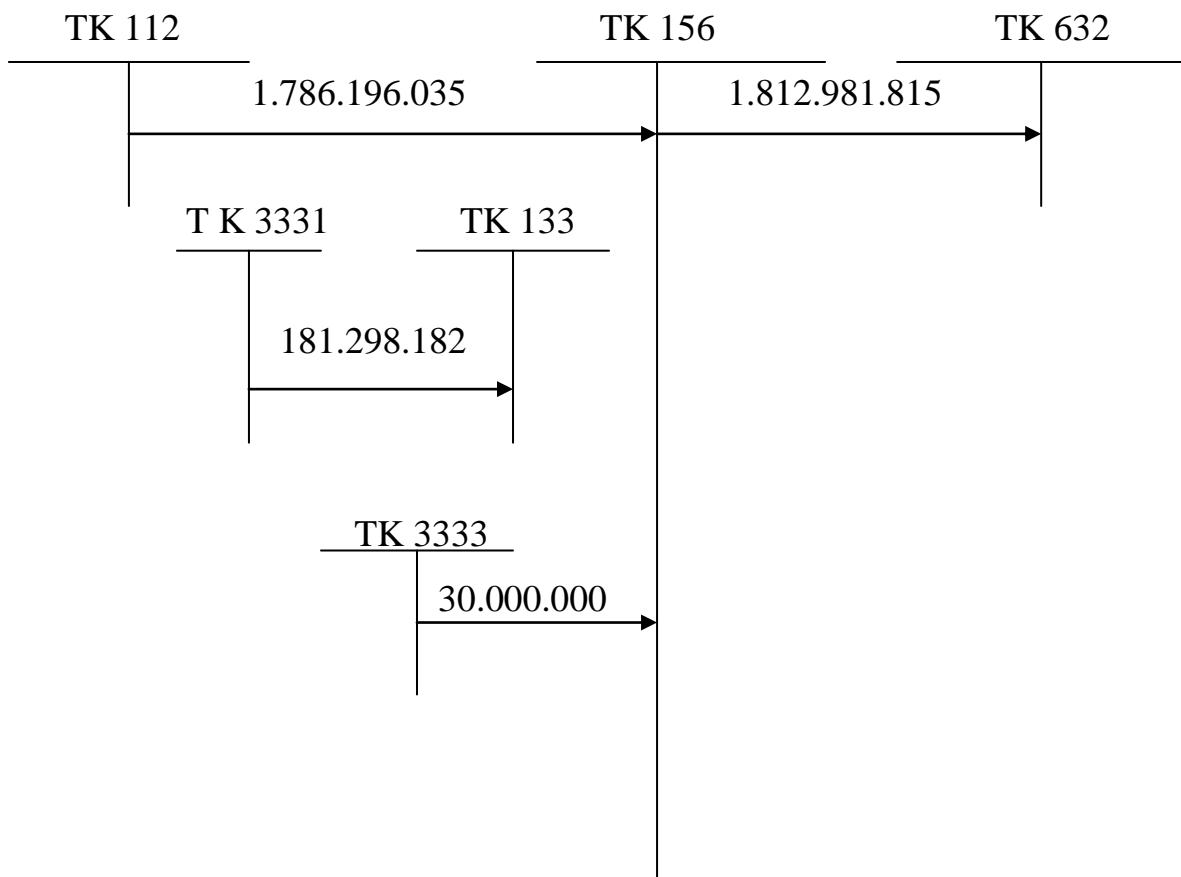 TK 112 TK 156 TK 632
1.786.196.035 1.812.981.815
T K 3331 TK 133
181.298.182
TK 3333
30.000.000